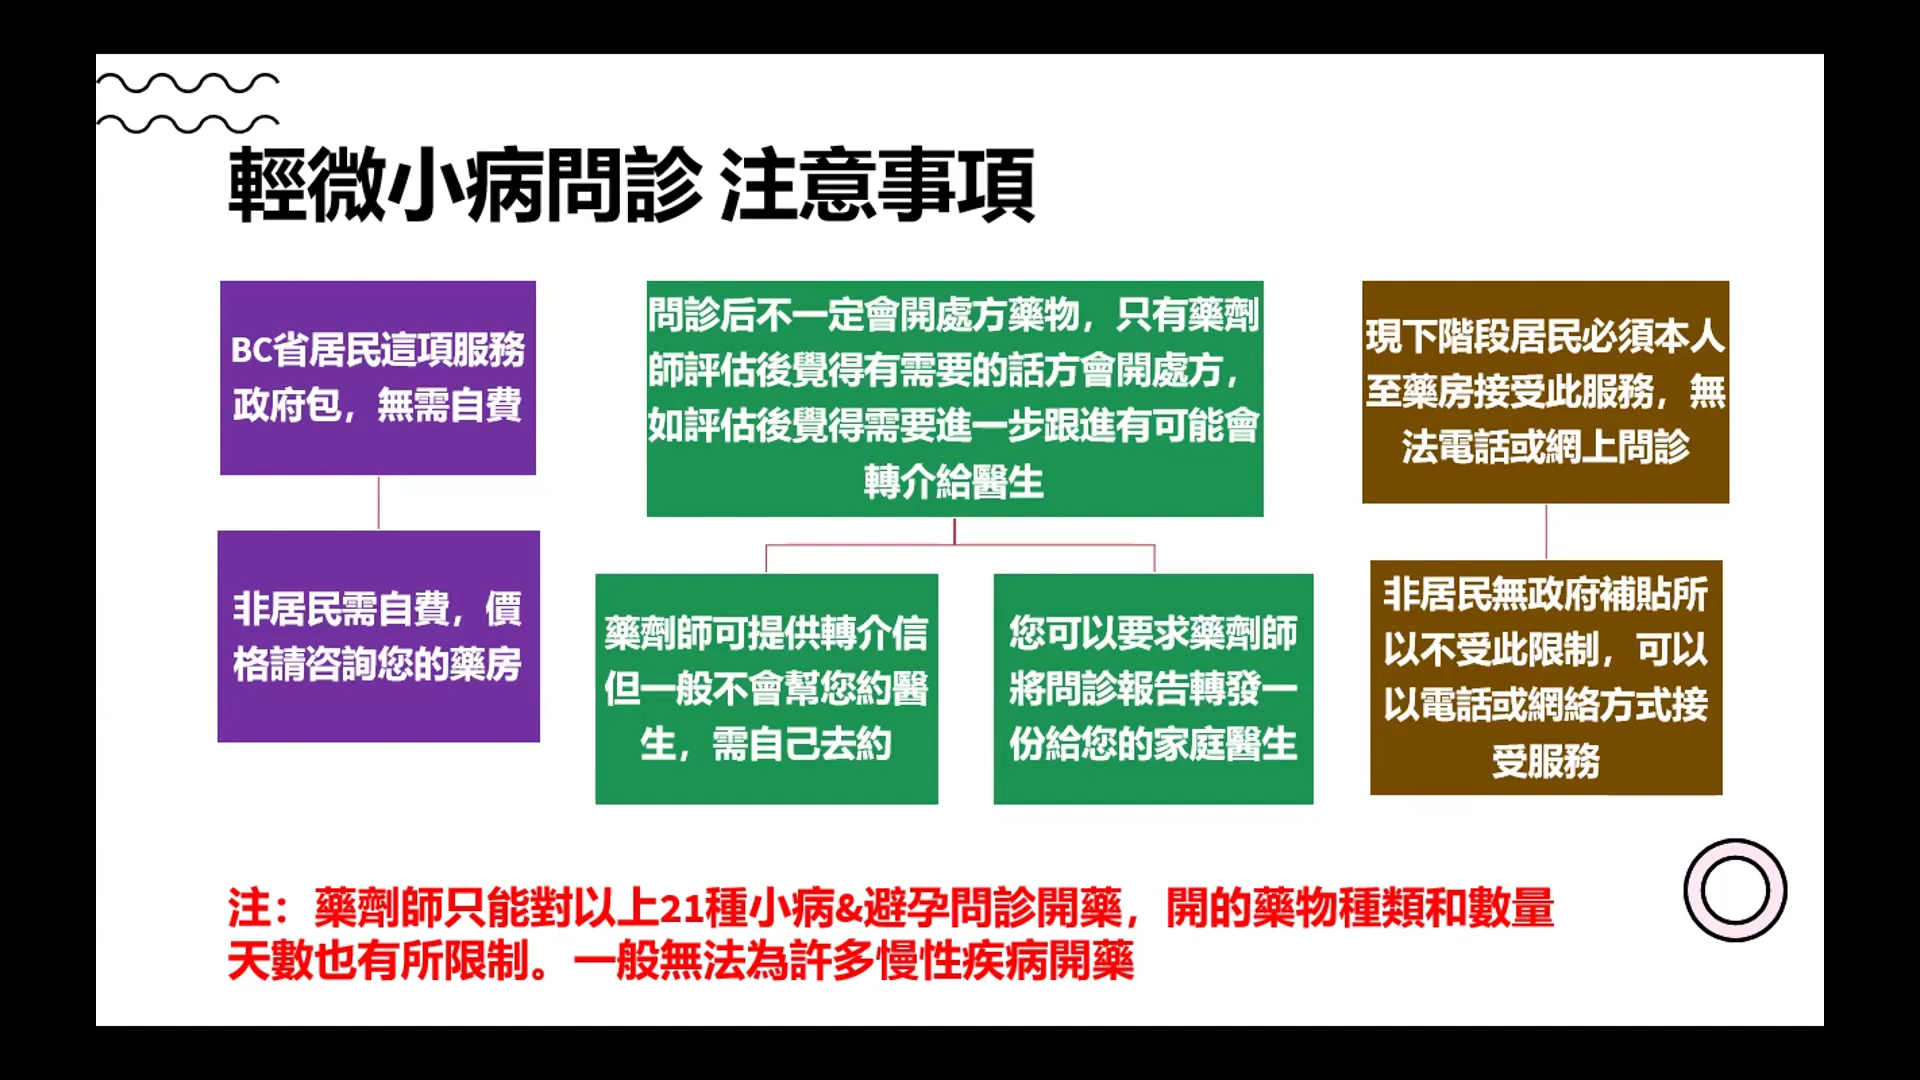 輕微小病問診 注意事項
BC省居民這項服務
政府包，無需自費
非居民需自費，價
格請咨詢您的藥房
問診后不一定會開處方藥物，只有藥劑
師評估後覺得有需要的話方會開處方，
如評估後覺得需要進一步跟進有可能會
轉介給醫生
藥劑師可提供轉介信
但一般不會幫您約醫
生，需自己去約
您可以要求藥劑師
將問診報告轉發一
份給您的家庭醫生
現下階段居民必須本人
至藥房接受此服務，無
法電話或網上問診
非居民無政府補貼所
以不受此限制，可以
以電話或網絡方式接
受服務
注：藥劑師只能對以上21種小病&避孕問診開藥，開的藥物種類和數量
天數也有所限制。一般無法為許多慢性疾病開藥